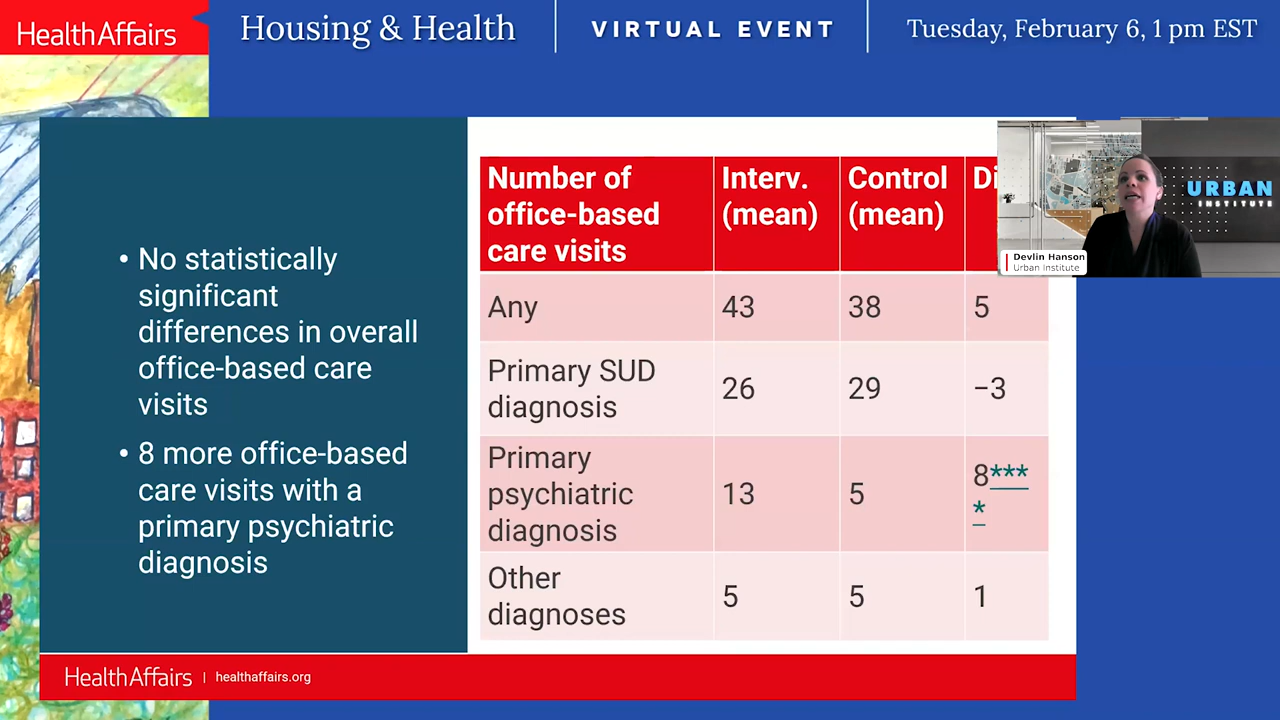 HealthAffairs
Housing & Health
VIRTUAL EVENT
Tuesday, February 6, 1 pm EST
• No statistically
significant
differences in overall
office-based care
visits
• 8 more office-based
care visits with a
primary psychiatric
diagnosis
Number of
office-based
care visits
Interv.
(mean)
Control
(mean)
Di
Any
43
38
5
Primary SUD
diagnosis
26
29
−3
Primary
psychiatric
diagnosis
13
5
8***
*
Other
diagnoses
5
5
1
URBAN
INSTITUTE
Devlin Hanson
Urban Institute
HealthAffairs | healthaffairs.org